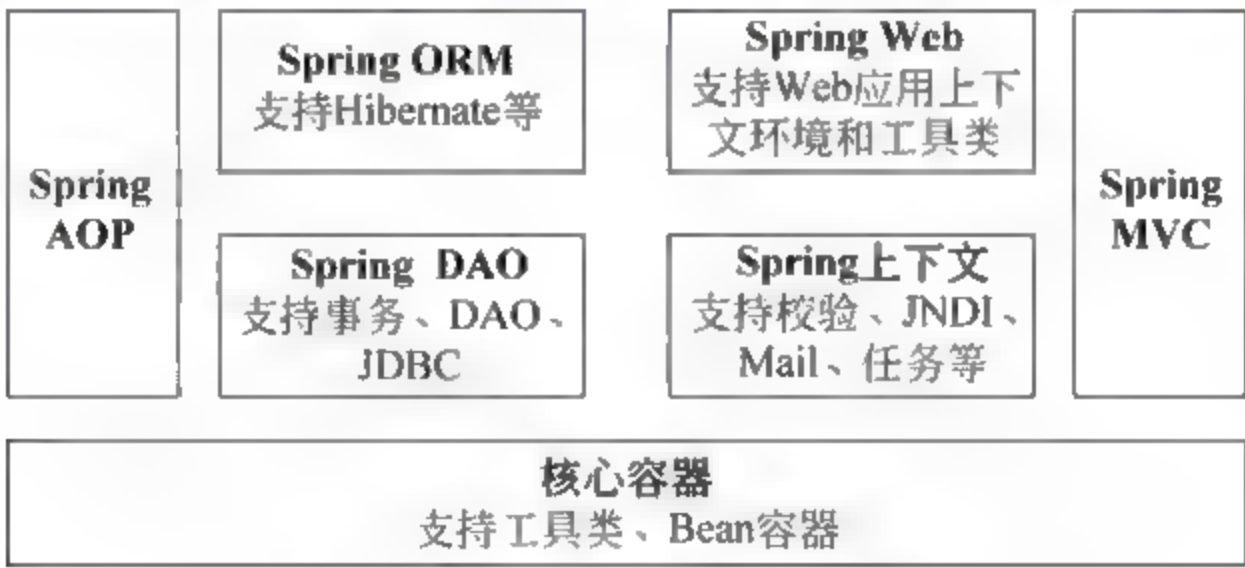 Spring
AOP
Spring ORM
支持Hibernate等
Spring Web
支持Web应用上下
文环境和工具类
Spring
MVC
Spring DAO
支持事务、DAO、
JDBC
Spring上下文
支持校验、JNDI、
Mail、任务等
核心容器
支持工具类、Bean容器